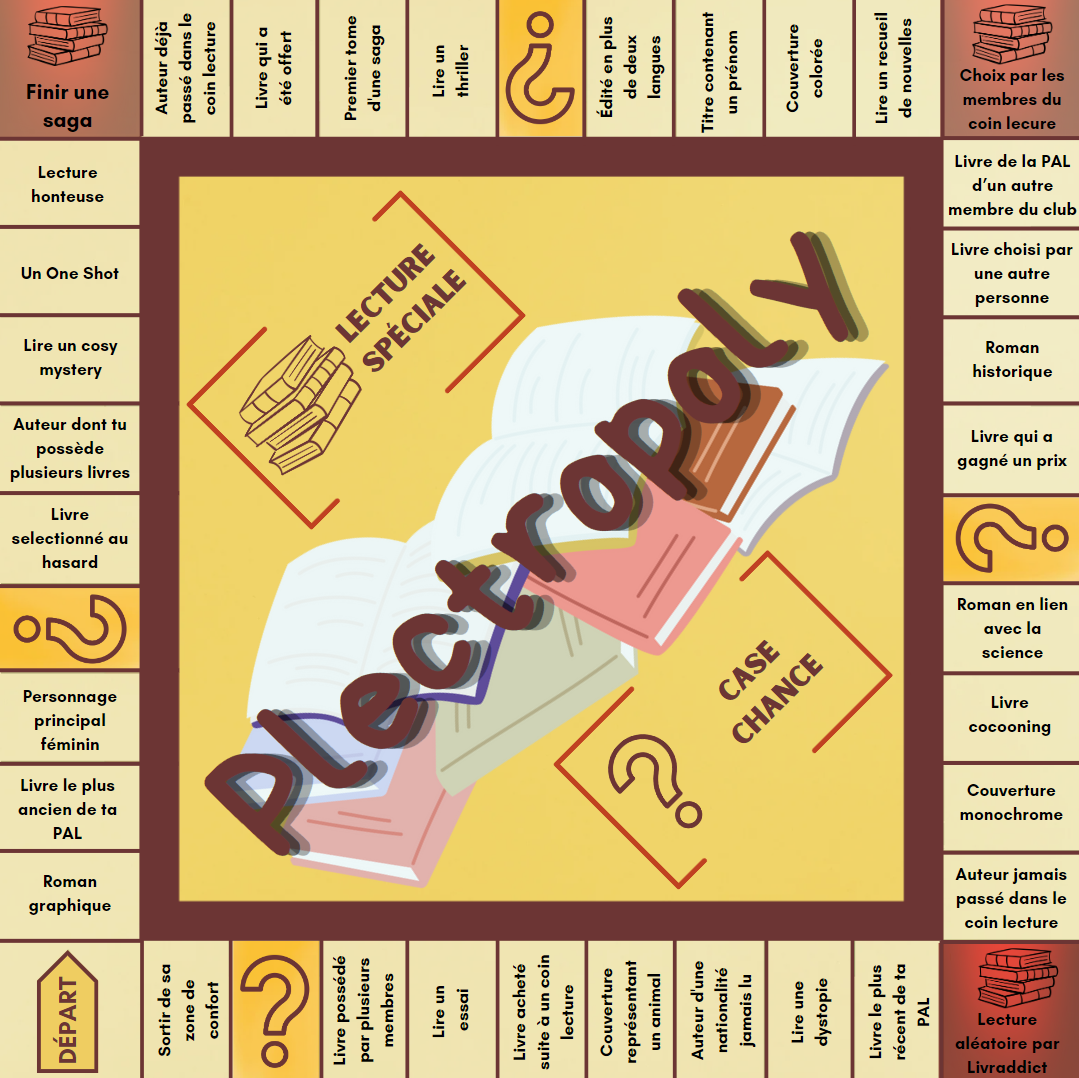 Finir une
saga
Auteur déjà
passé dans le
coin lecture
Livre qui a
été offert
Premier tome
d'une saga
Lire un
thriller
?
Édité en plus
de deux
langues
Titre contenant
un prénom
Couverture
colorée
Lire un recueil
de nouvelles
Choix par les
membres du
coin lecure
Livre de la PAL
d’un autre
membre du club
Livre choisi par
une autre
personne
Roman
historique
Livre qui a
gagné un prix
?
Roman en lien
avec la
science
Livre
cocooning
Couverture
monochrome
Auteur jamais
passé dans le
coin lecture
Lecture
aléatoire par
Livraddict
Lecture
honteuse
Un One Shot
Lire un cosy
mystery
Auteur dont tu
possède
plusieurs livres
Livre
selectionné au
hasard
?
Personnage
principal
féminin
Livre le plus
ancien de ta
PAL
Roman
graphique
DÉPART
Sortir de sa
zone de
confort
?
Livre possédé
par plusieurs
membres
Lire un
essai
Livre acheté
suite à un coin
lecture
Couverture
représentant
un animal
Auteur d'une
nationalité
jamais lu
Lire une
dystopie
Livre le plus
récent de ta
PAL
LECTURE
SPÉCIALE
Plectropoly
CASE
CHANCE
?